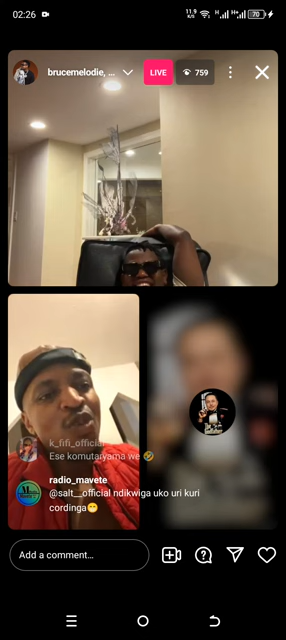 02:26
11.9
K/S
70
brucemelodie, ...
LIVE
759
k_fifi_official
Ese komutaryama we 🤣
radio_mavete
@salt__official ndikwiga uko uri kuri
cordinga😁
Add a comment...